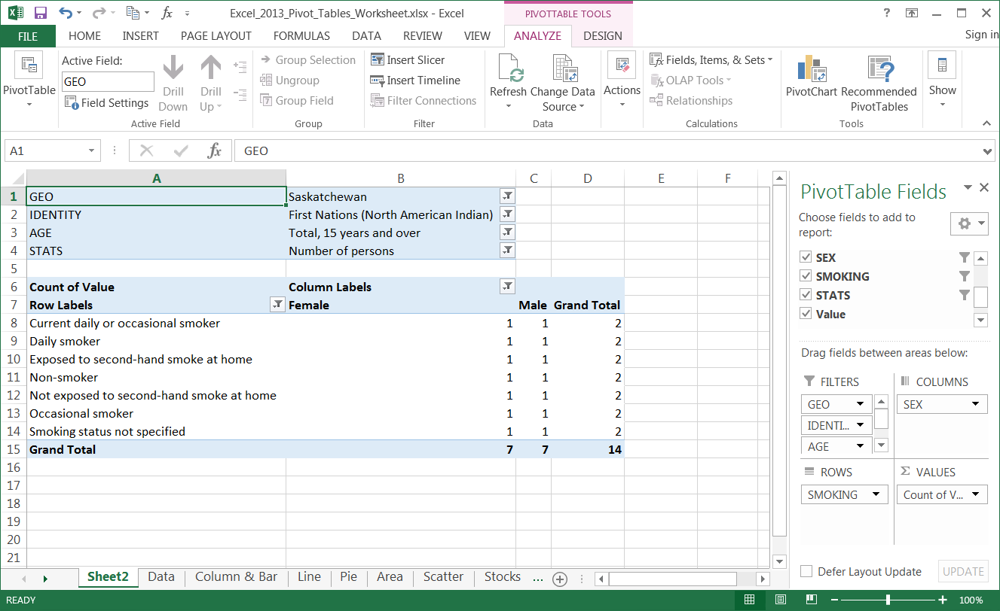 Excel_2013_Pivot_Tables_Worksheet.xlsx - Excel
PIVOTTABLE TOOLS
?
FILE HOME INSERT PAGE LAYOUT FORMULAS DATA REVIEW VIEW ANALYZE DESIGN Sign in
PivotTable
Active Field:
GEO
Field Settings
Drill Down
Drill Up
Active Field
Group Selection
Ungroup
Group Field
Group
Insert Slicer
Insert Timeline
Filter Connections
Filter
Refresh
Change Data Source
Data
Actions
Fields, Items, & Sets
OLAP Tools
Relationships
Calculations
PivotChart
Recommended PivotTables
Tools
Show
A1 fx GEO
A B C D E F
1 GEO Saskatchewan
2 IDENTITY First Nations (North American Indian)
3 AGE Total, 15 years and over
4 STATS Number of persons
5
6 Count of Value Column Labels
7 Row Labels Female Male Grand Total
8 Current daily or occasional smoker 1 1 2
9 Daily smoker 1 1 2
10 Exposed to second-hand smoke at home 1 1 2
11 Non-smoker 1 1 2
12 Not exposed to second-hand smoke at home 1 1 2
13 Occasional smoker 1 1 2
14 Smoking status not specified 1 1 2
15 Grand Total 7 7 14
16
17
18
19
20
21
PivotTable Fields
Choose fields to add to
report:
SEX
SMOKING
STATS
Value
Drag fields between areas below:
FILTERS
GEO
IDENTI...
AGE
COLUMNS
SEX
ROWS
SMOKING
Σ VALUES
Count of V...
Defer Layout Update UPDATE
Sheet2 Data Column & Bar Line Pie Area Scatter Stocks ...
READY 100%